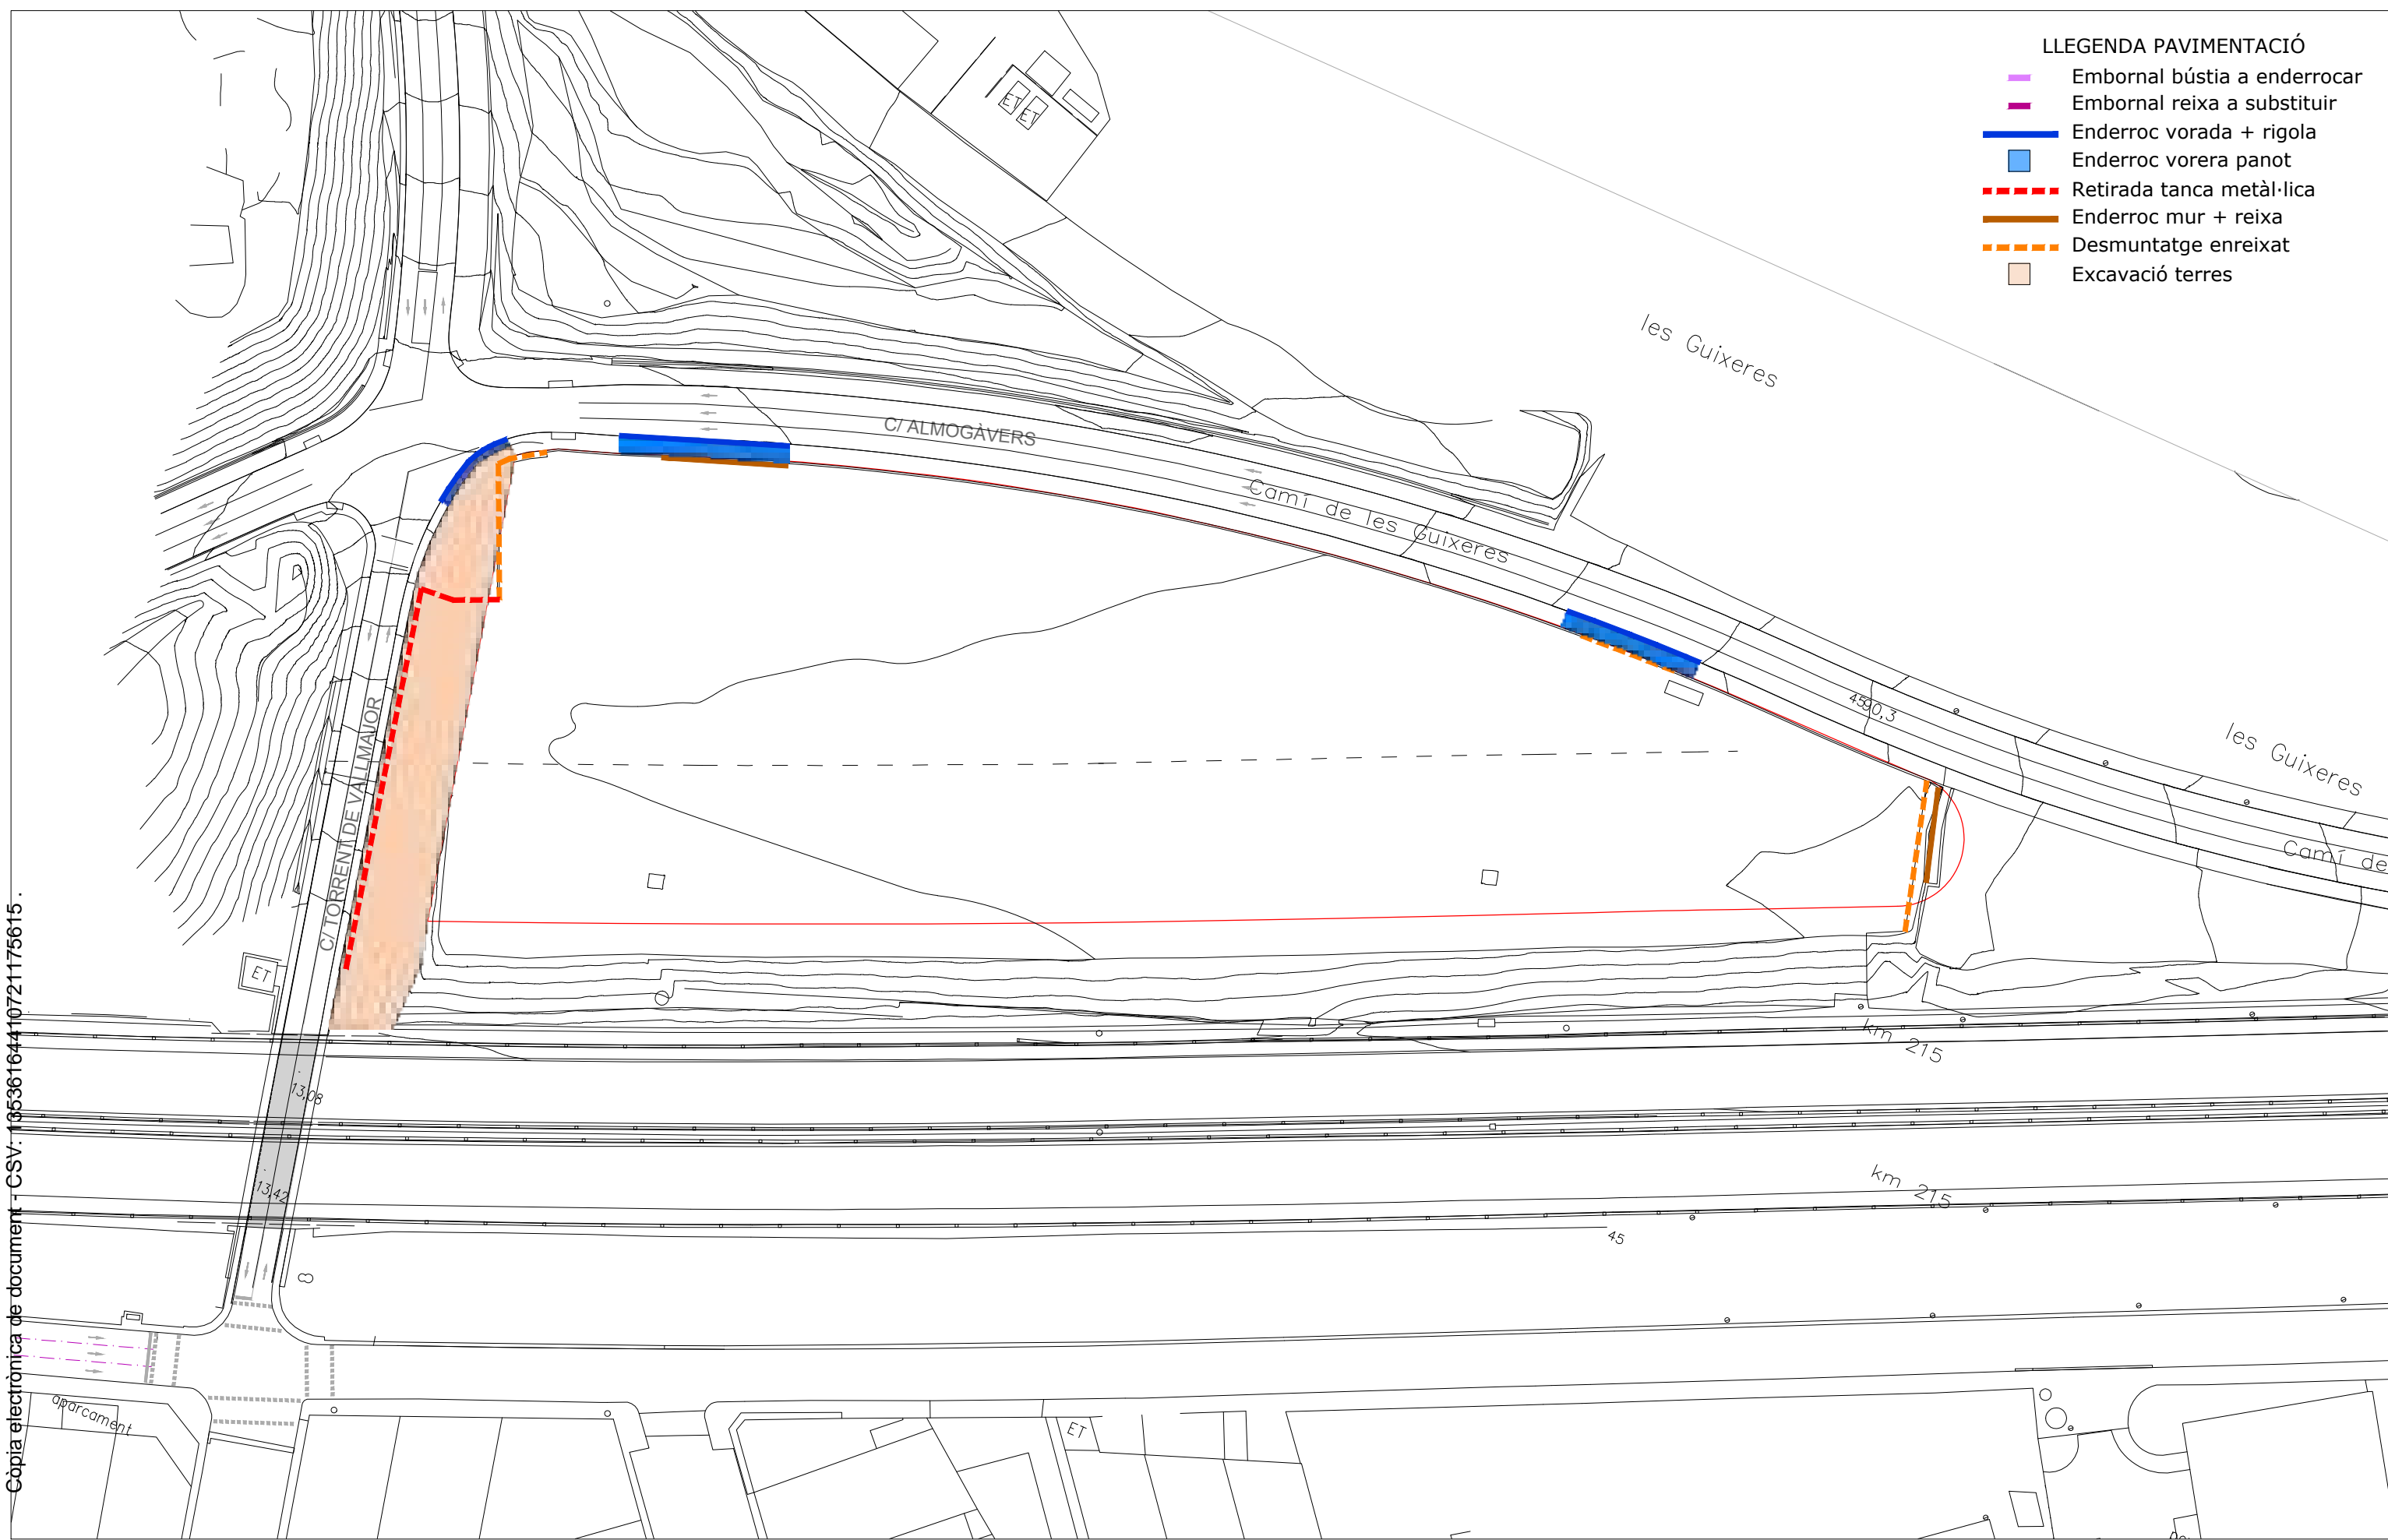 LLEGENDA PAVIMENTACIÓ
Embornal bústia a enderrocar
Embornal reixa a substituir
Enderroc vorada + rigola
Enderroc vorera panot
Retirada tanca metàl·lica
Enderroc mur + reixa
Desmuntatge enreixat
Excavació terres
ET
ET
les Guixeres
C/ ALMOGÀVERS
Camí de les Guixeres
90,3
les Guixeres
Camí de
C/ TORRENT DE VALLMAJOR
ET
km 215
13,08
13,42
km 215
45
aparcament
ET
Còpia electrònica de document - CSV: 13536164410721175615 .